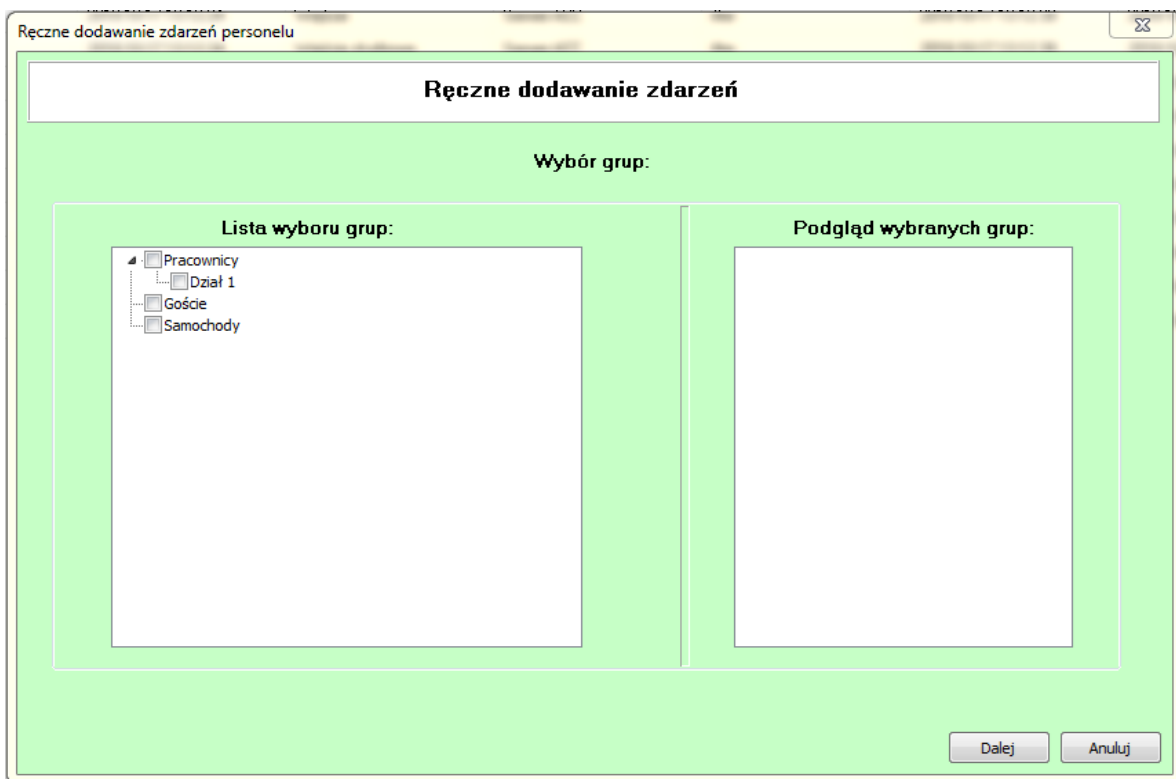 Ręczne dodawanie zdarzeń personelu
Ręczne dodawanie zdarzeń
Wybór grup:
Lista wyboru grup:
Podgląd wybranych grup:
Pracownicy
Dział 1
Goście
Samochody
Dalej
Anuluj